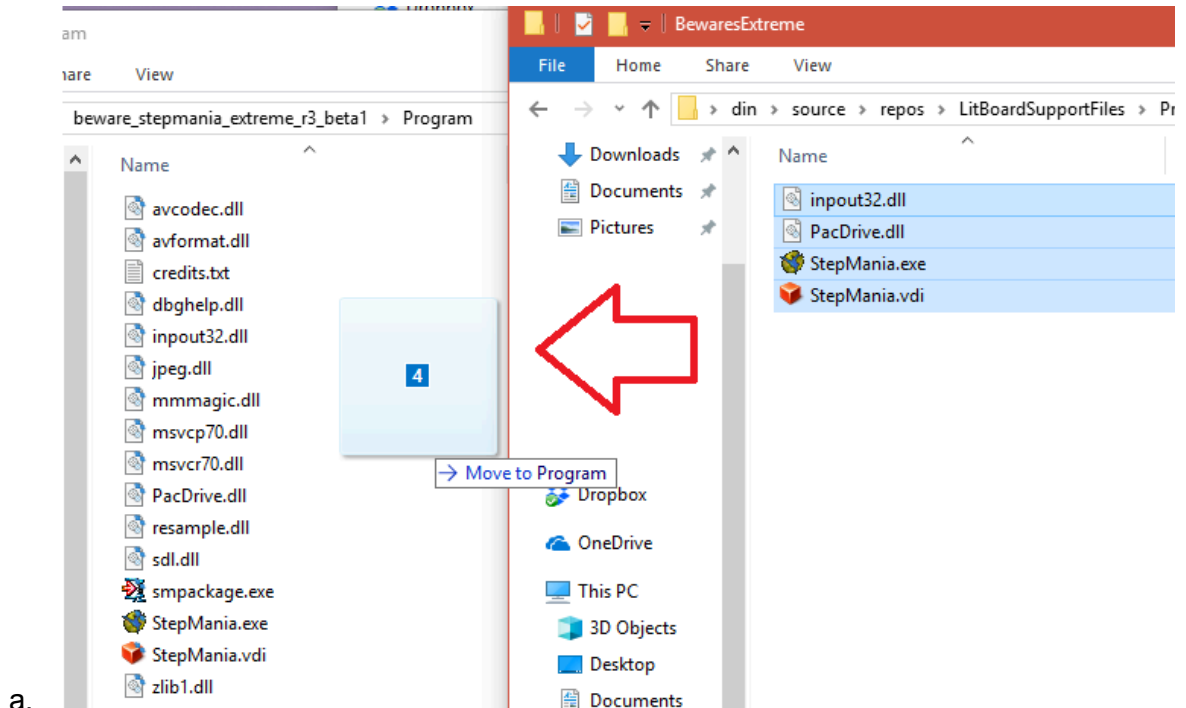 Dropbox
am
hare View
beware_stepmania_extreme_r3_beta1 > Program
Name
avcodec.dll
avformat.dll
credits.txt
dbghelp.dll
inpout32.dll
jpeg.dll
mmmagic.dll
msvcp70.dll
msvcr70.dll
PacDrive.dll
resample.dll
sdl.dll
smpackage.exe
StepMania.exe
StepMania.vdi
zlib1.dll
4
→ Move to Program
BewaresExtreme
File Home Share View
> din > source > repos > LitBoardSupportFiles > Pr
Downloads
Documents
Pictures
Dropbox
OneDrive
This PC
3D Objects
Desktop
Documents
Name
inpout32.dll
PacDrive.dll
StepMania.exe
StepMania.vdi
a.